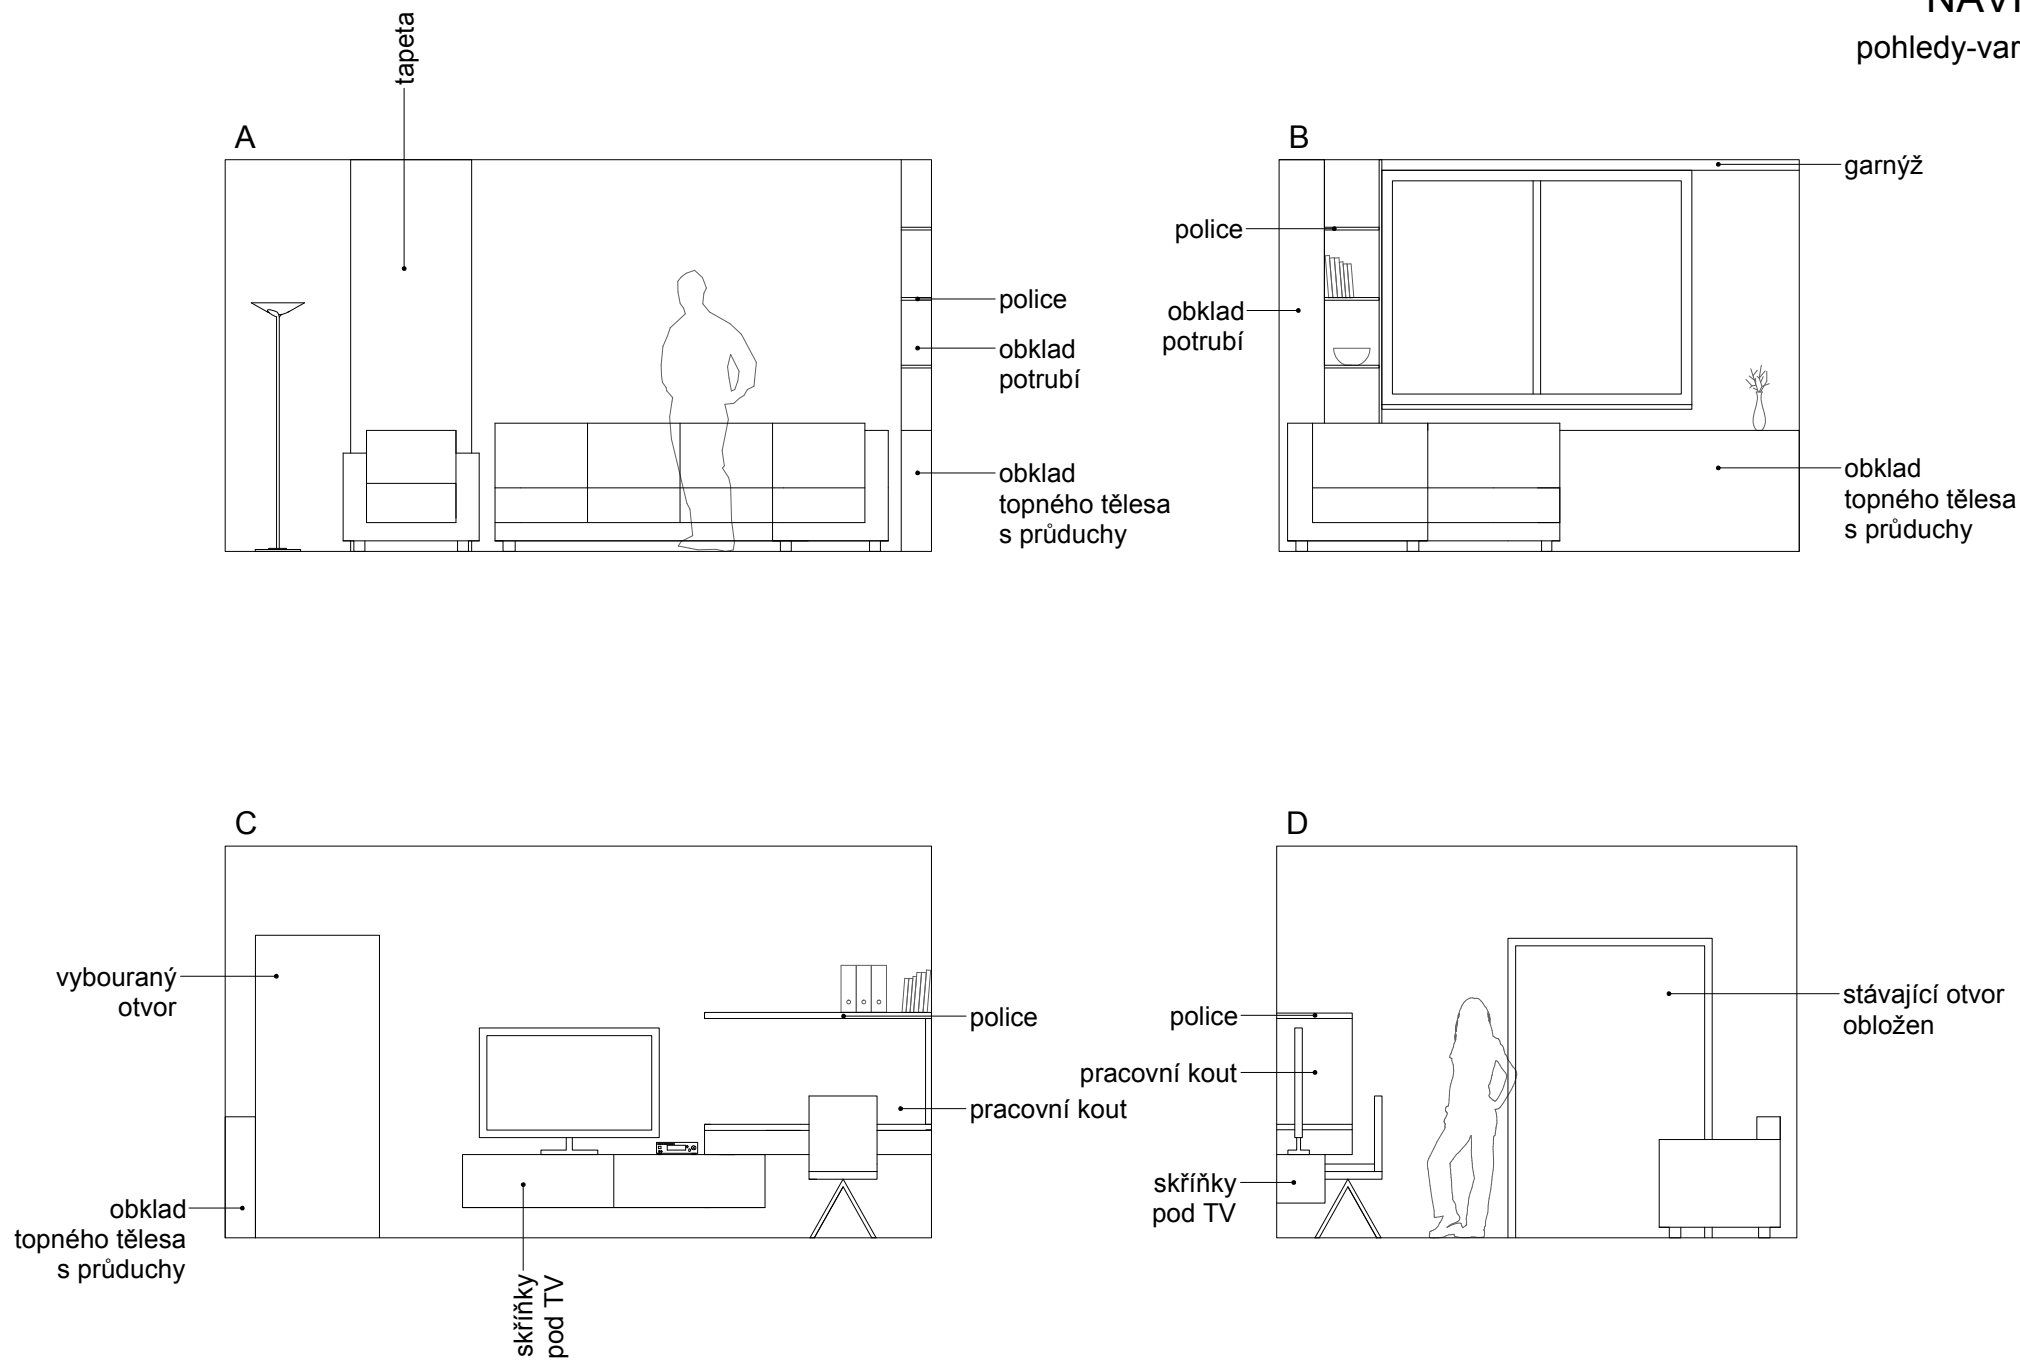 pohledy-var
tapeta
A
police
obklad
potrubí
obklad
topného tělesa
s průduchy
B
garnýž
police
obklad
potrubí
obklad
topného tělesa
s průduchy
C
vybouraný
otvor
obklad
topného tělesa
s průduchy
skříňky
pod TV
police
pracovní kout
D
police
pracovní kout
skříňky
pod TV
stávající otvor
obložen